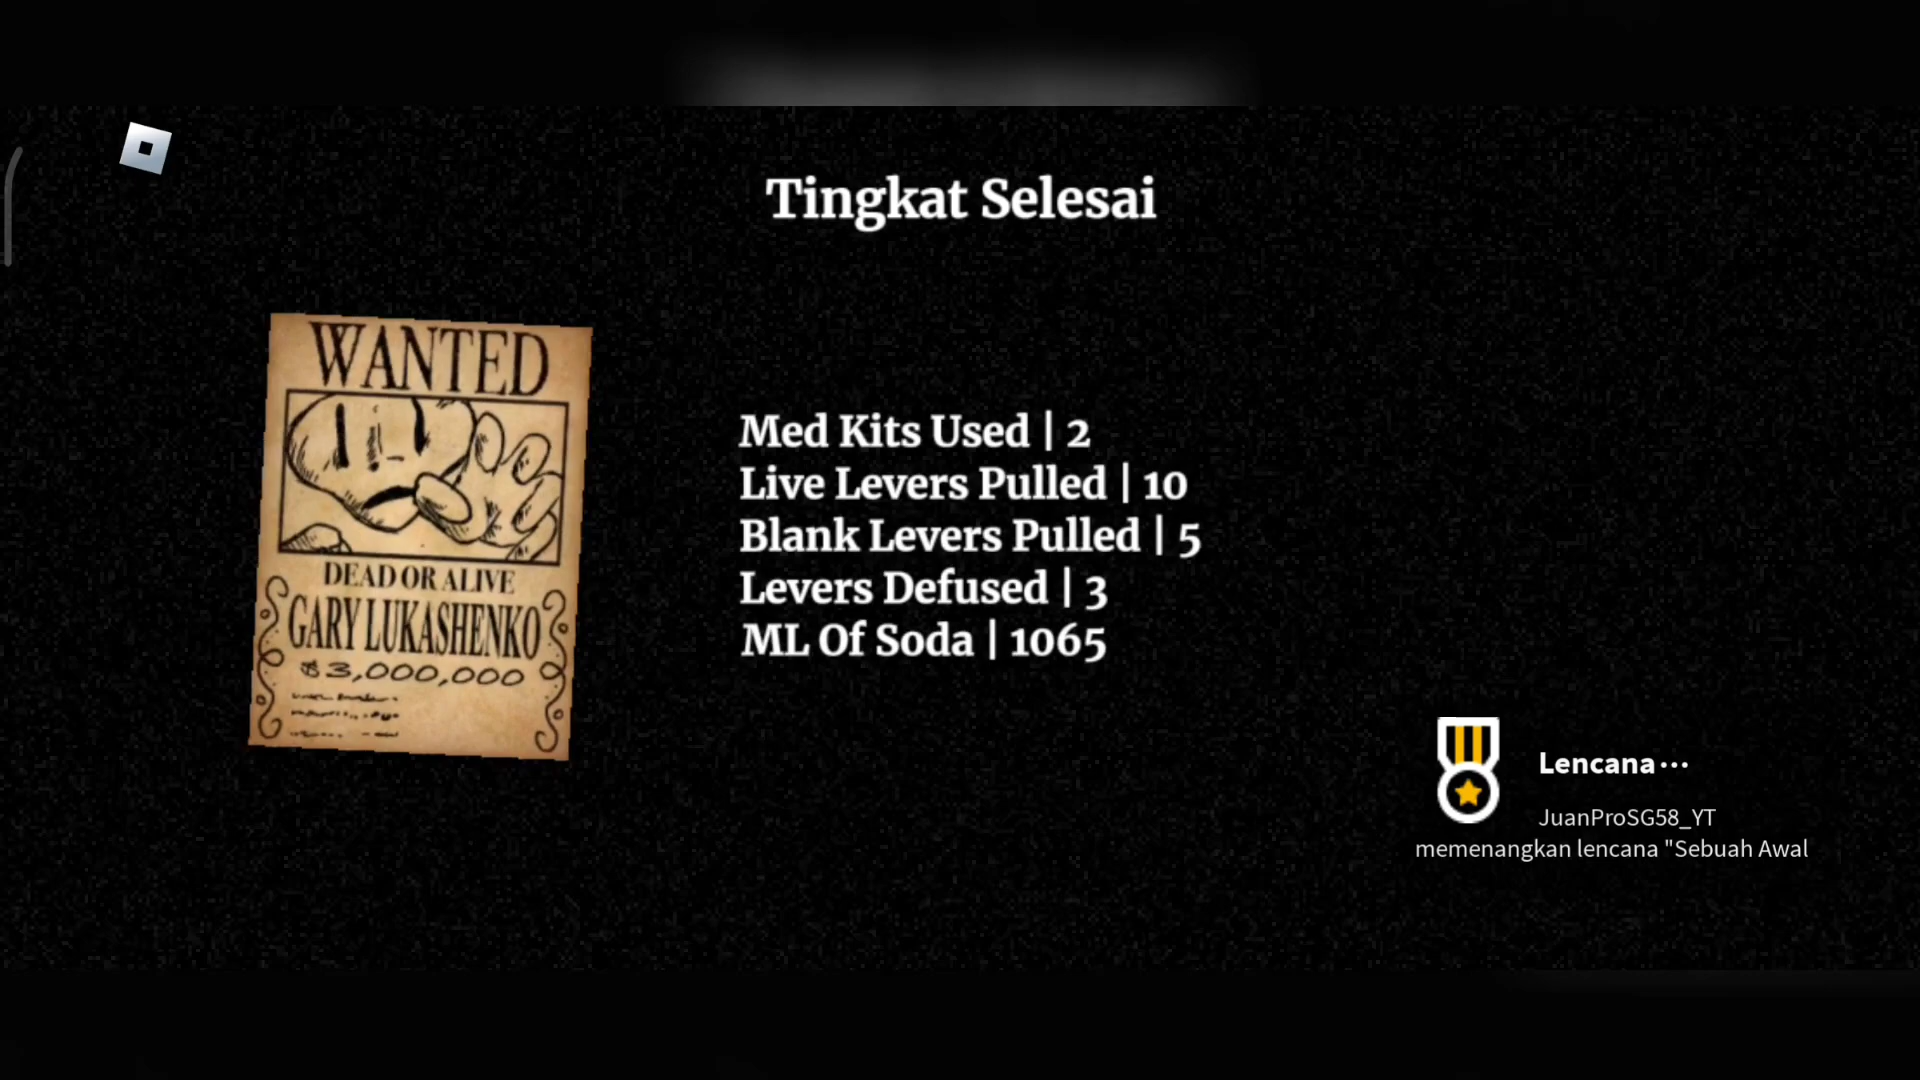 Tingkat Selesai
WANTED
DEAD OR ALIVE
GARY LUKASHENKO
$3,000,000
Med Kits Used | 2
Live Levers Pulled | 10
Blank Levers Pulled | 5
Levers Defused | 3
ML Of Soda | 1065
Lencana...
JuanProSG58_YT
memenangkan lencana "Sebuah Awal